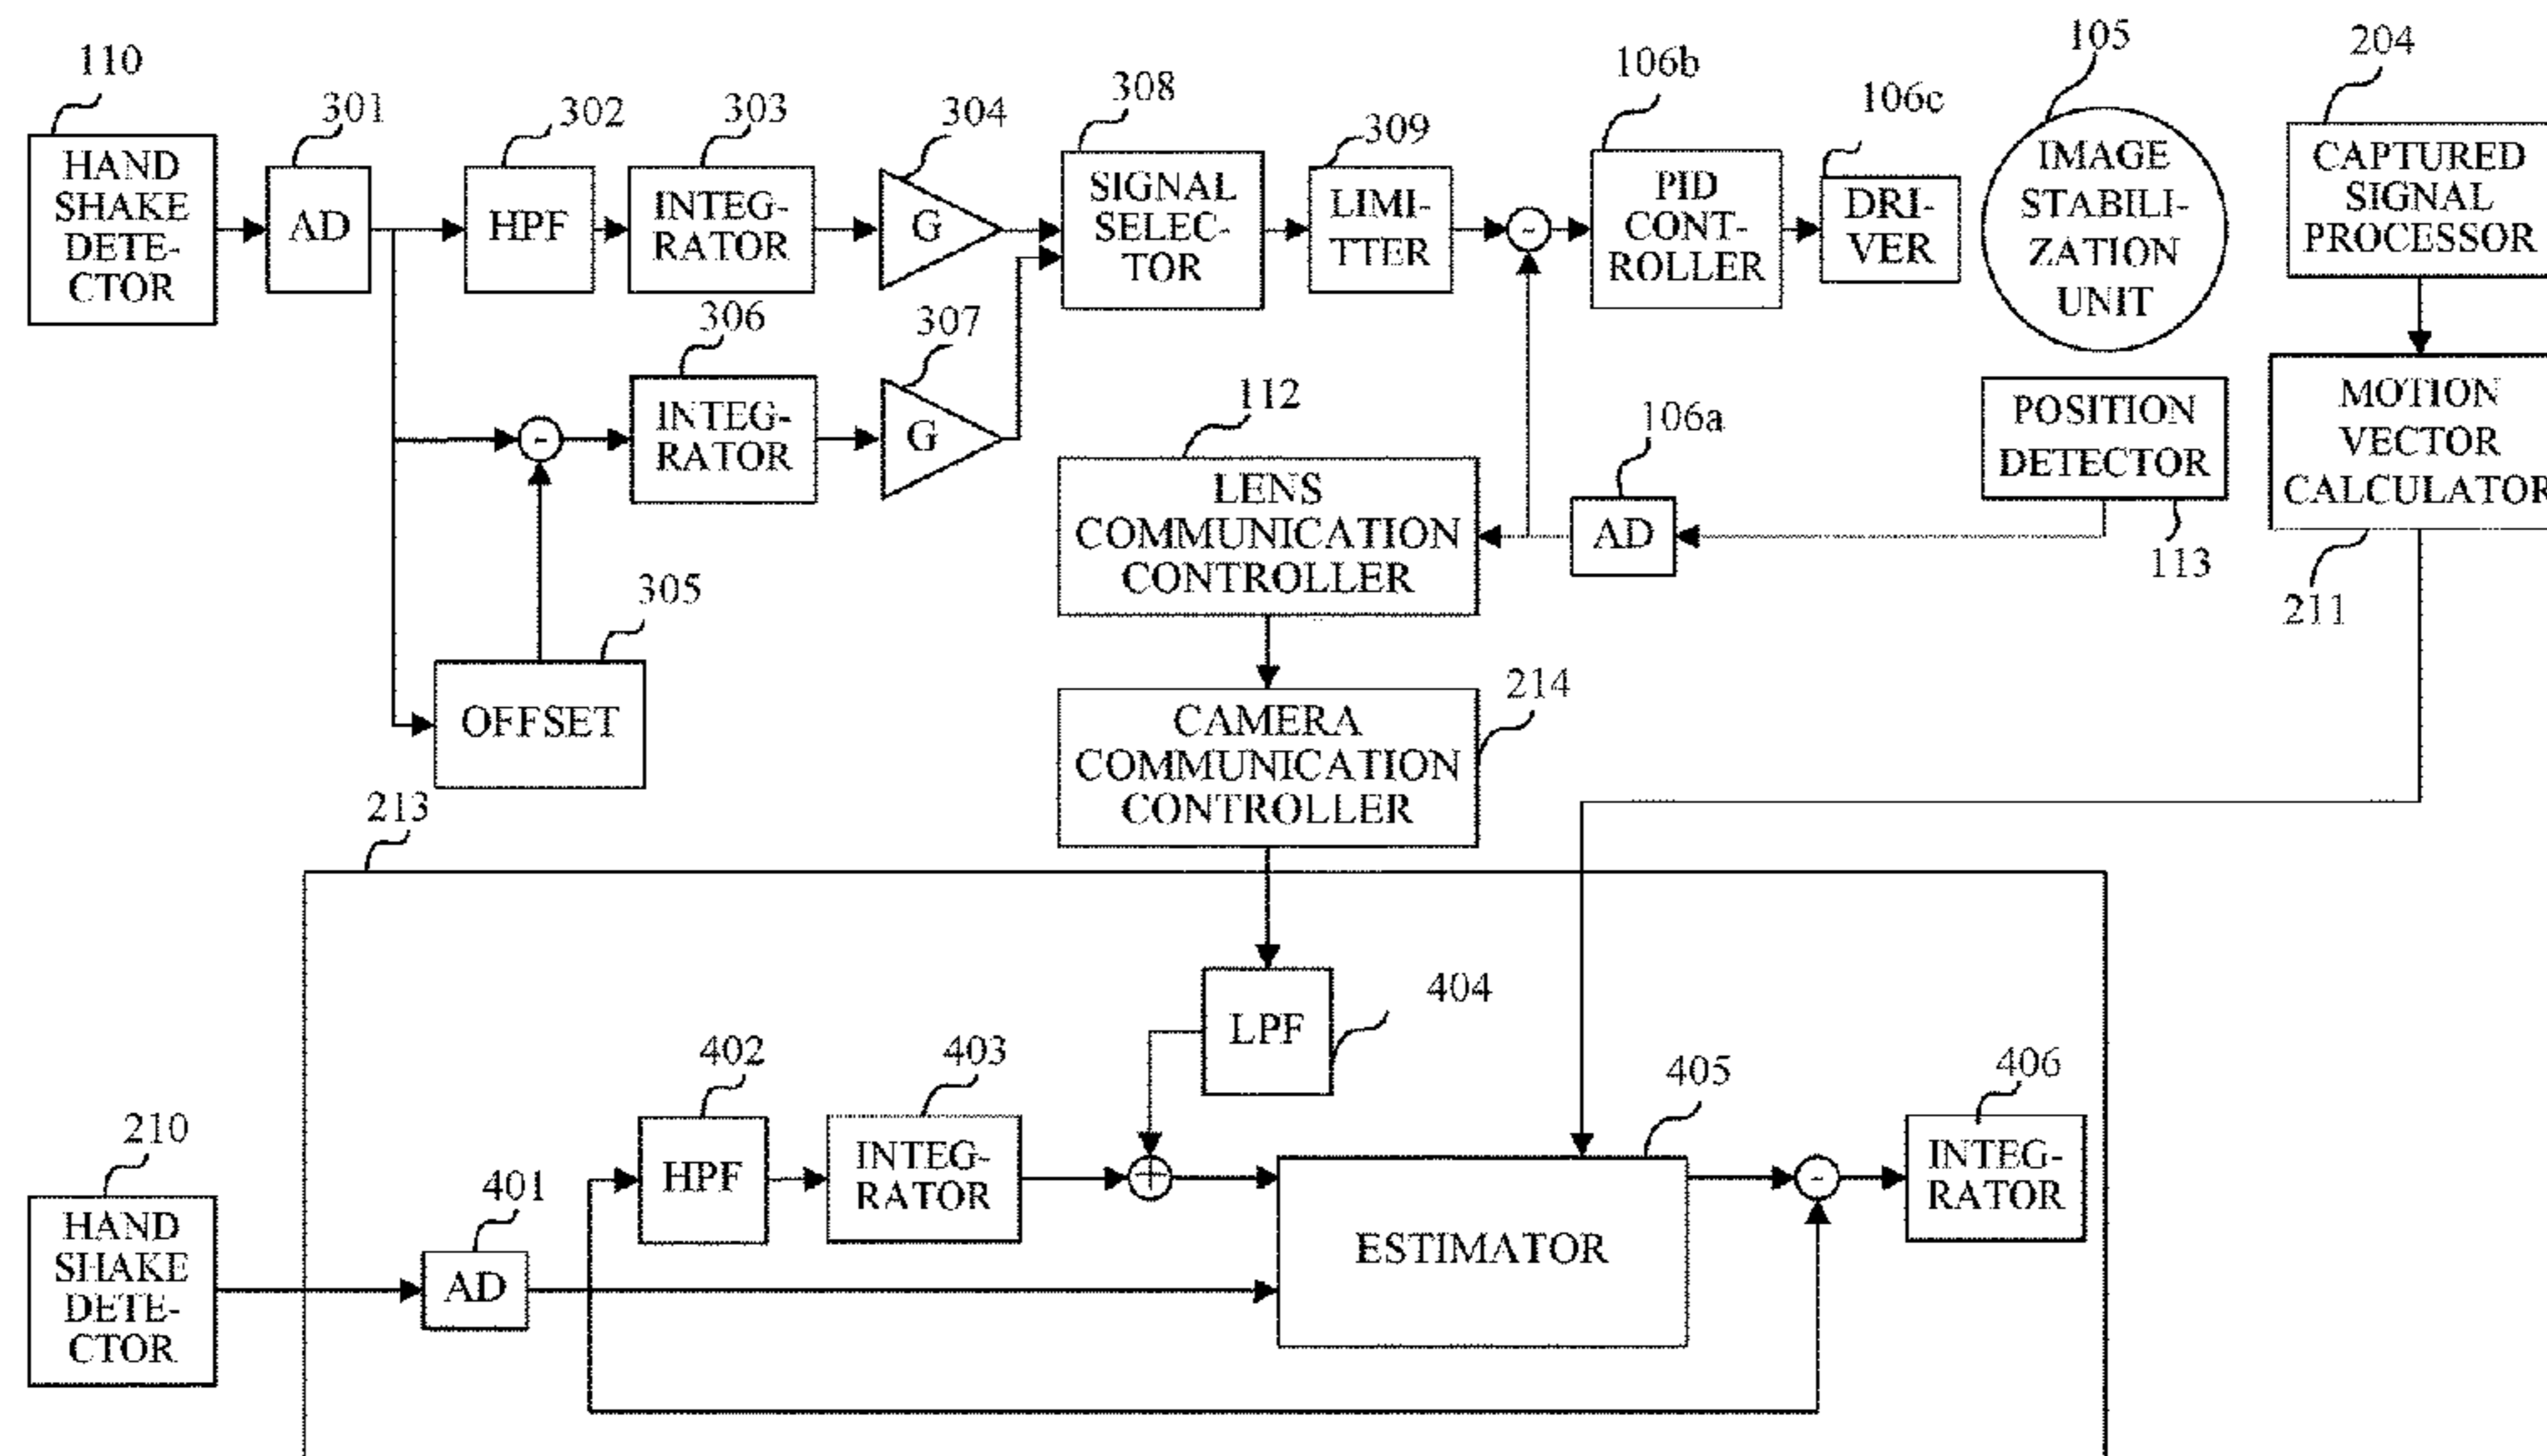 110
HAND
SHAKE
DETE-
CTOR
301
AD
302
HPF
303
INTEG-
RATOR
304
G
308
SIGNAL
SELEC-
TOR
309
LIMI-
TTER
-
106b
PID
CONT-
ROLLER
106c
DRI-
VER
105
IMAGE
STABILI-
ZATION
UNIT
204
CAPTURED
SIGNAL
PROCESSOR
-
306
INTEG-
RATOR
307
G
112
LENS
COMMUNICATION
CONTROLLER
106a
AD
POSITION
DETECTOR
113
MOTION
VECTOR
CALCULATOR
211
305
OFFSET
214
CAMERA
COMMUNICATION
CONTROLLER
213
LPF
404
210
HAND
SHAKE
DETE-
CTOR
401
AD
402
HPF
403
INTEG-
RATOR
+
405
ESTIMATOR
-
406
INTEG-
RATOR